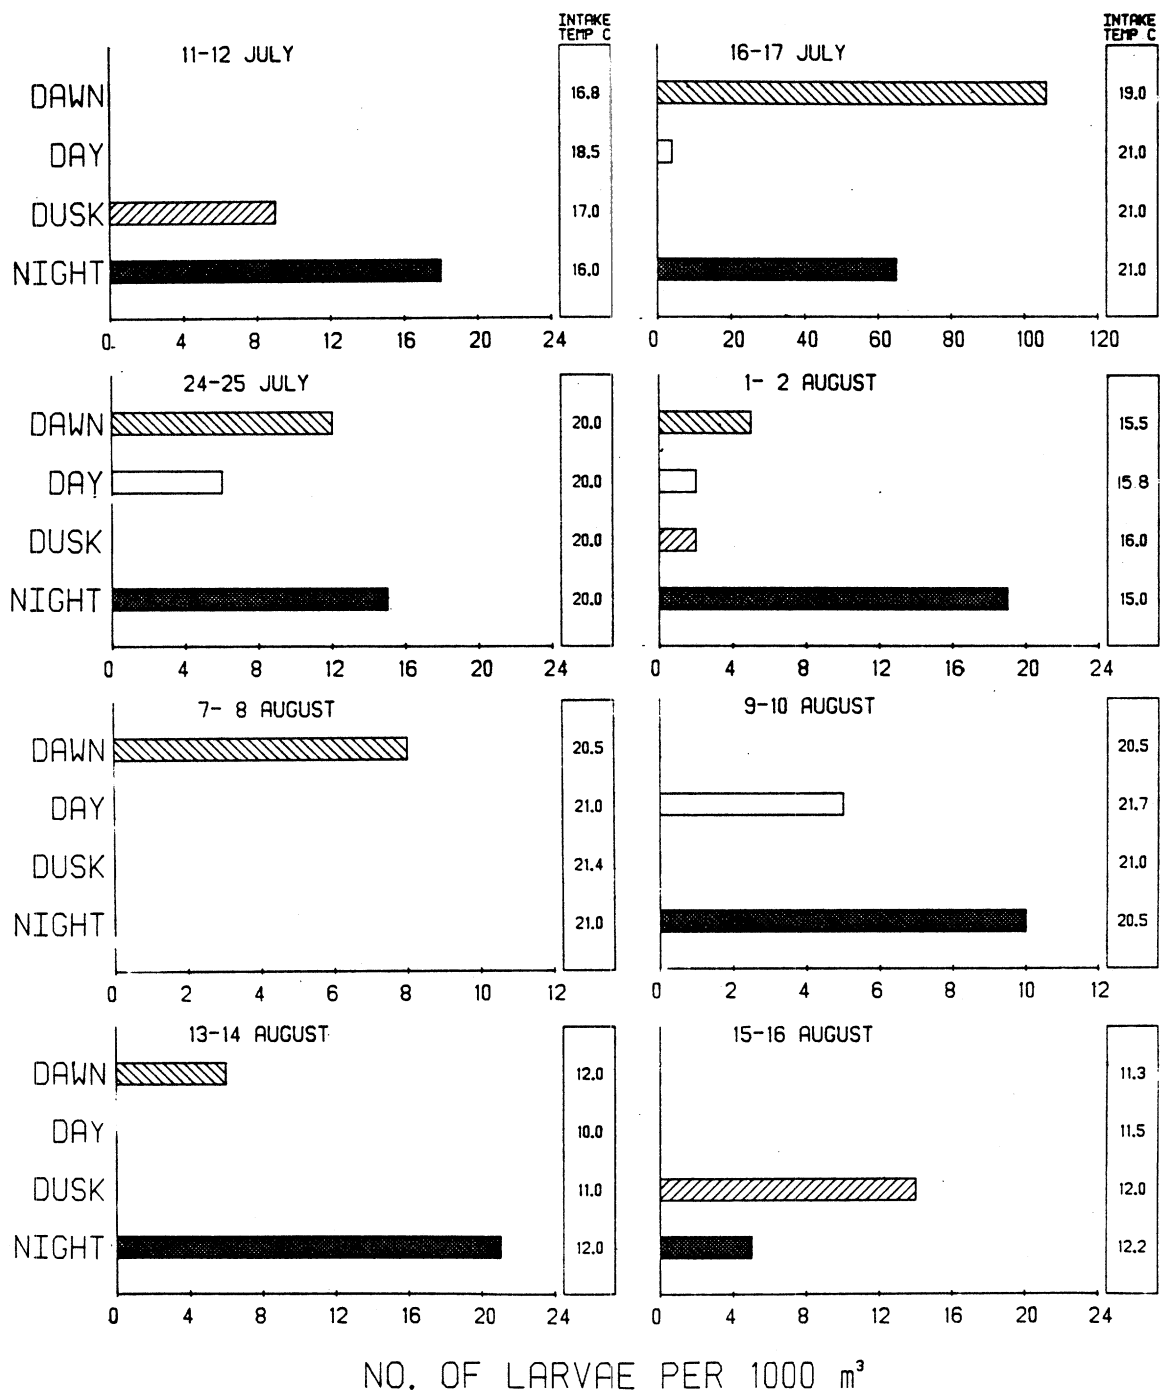 INTAKE INTAKE
TEMP C TEMP C
11-12 JULY 16-17 JULY
DAWN 16.8 19.0
DAY 18.5 21.0
DUSK 17.0 21.0
NIGHT 16.0 21.0
0 4 8 12 16 20 24 0 20 40 60 80 100 120
24-25 JULY 1- 2 AUGUST
DAWN 20.0 15.5
DAY 20.0 15.8
DUSK 20.0 16.0
NIGHT 20.0 15.0
0 4 8 12 16 20 24 0 4 8 12 16 20 24
7- 8 AUGUST 9-10 AUGUST
DAWN 20.5 20.5
DAY 21.0 21.7
DUSK 21.4 21.0
NIGHT 21.0 20.5
0 2 4 6 8 10 12 0 2 4 6 8 10 12
13-14 AUGUST 15-16 AUGUST
DAWN 12.0 11.3
DAY 10.0 11.5
DUSK 11.0 12.0
NIGHT 12.0 12.2
0 4 8 12 16 20 24 0 4 8 12 16 20 24
NO. OF LARVAE PER 1000 m³